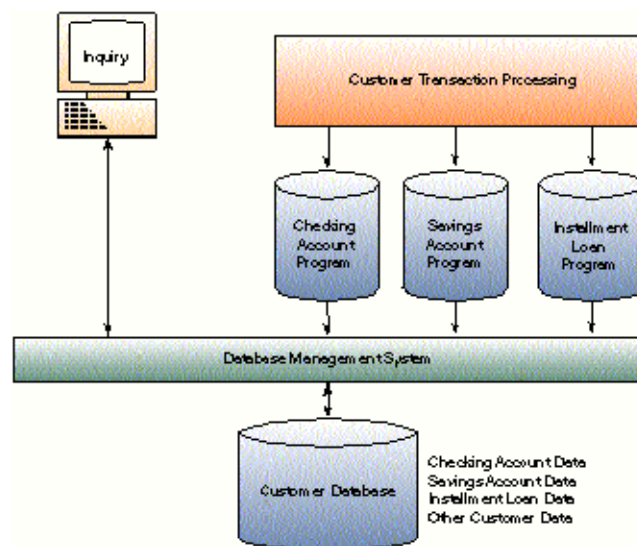 Inquiry
Customer Transaction Processing
Checking
Account
Program
Savings
Account
Program
Installment
Loan
Program
Database Management System
Customer Database
Checking Account Data
Savings Account Data
Installment Loan Data
Other Customer Data